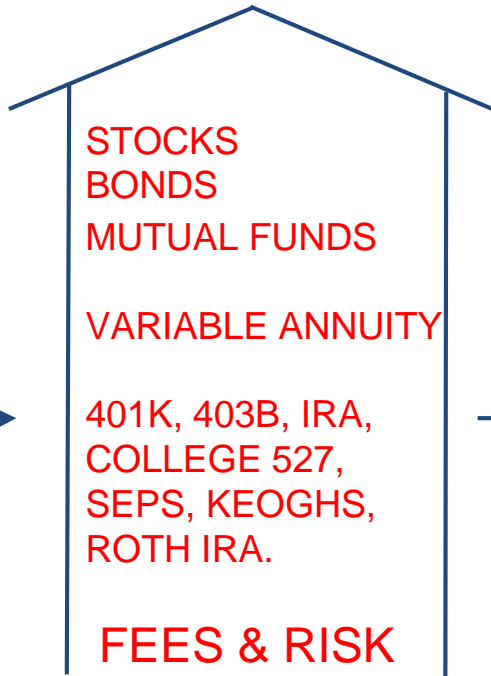 STOCKS
BONDS
MUTUAL FUNDS
VARIABLE ANNUITY
401K, 403B, IRA,
COLLEGE 527,
SEPS, KEOGHS,
ROTH IRA.
FEES & RISK